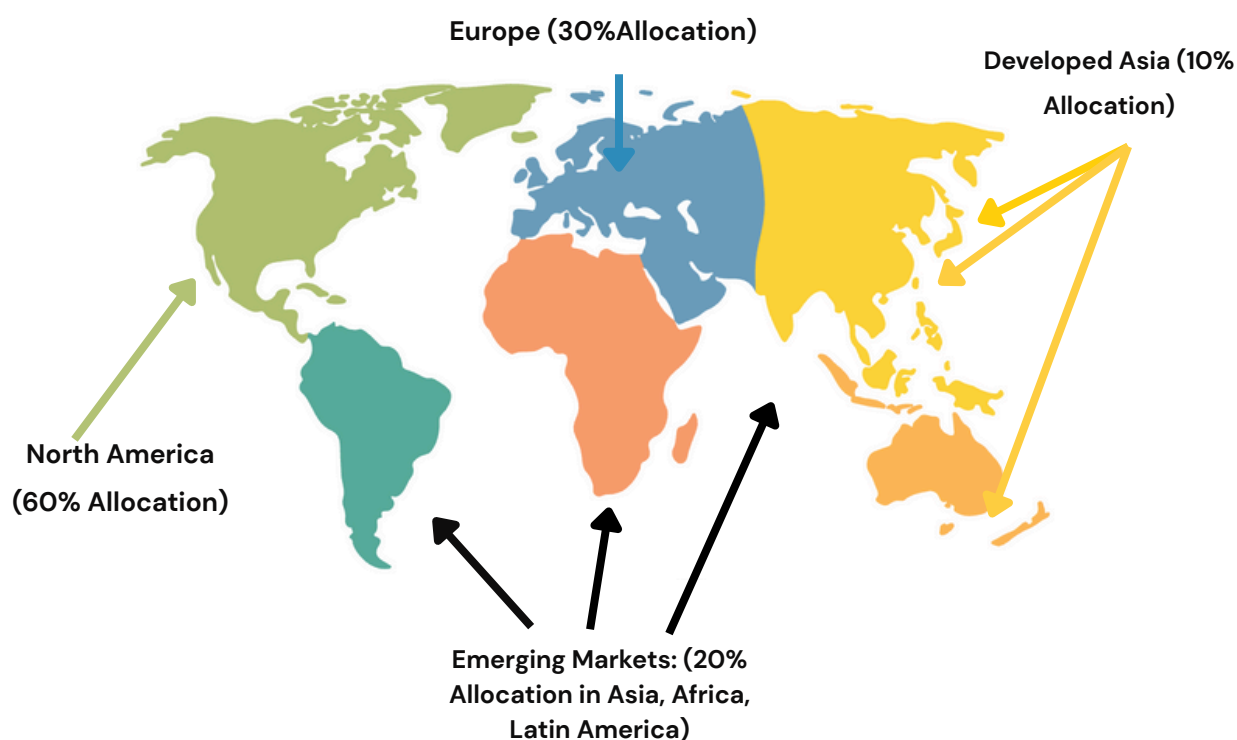 Europe (30%Allocation)
Developed Asia (10%
Allocation)
North America
(60% Allocation)
Emerging Markets: (20%
Allocation in Asia, Africa,
Latin America)